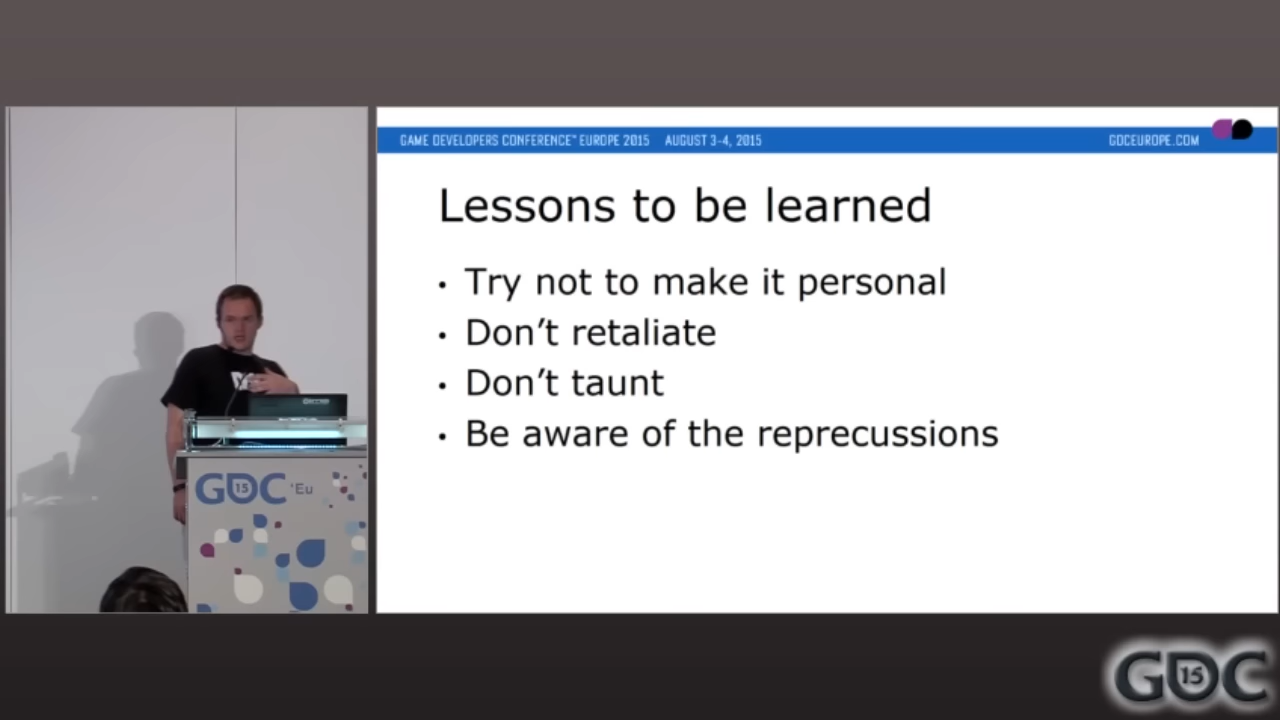 GAME DEVELOPERS CONFERENCE™ EUROPE 2015 AUGUST 3-4, 2015
GDCEUROPE.COM
Lessons to be learned
• Try not to make it personal
• Don't retaliate
• Don't taunt
• Be aware of the reprecussions
GDC 15 'Eu
GDC 15